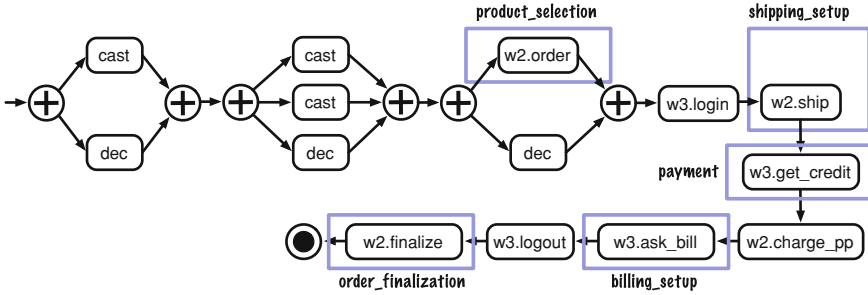 product_selection
shipping_setup
cast
cast
w2.order
cast
w3.login
w2.ship
dec
dec
dec
payment
w3.get_credit
w2.finalize
w3.logout
w3.ask_bill
w2.charge_pp
order_finalization
billing_setup